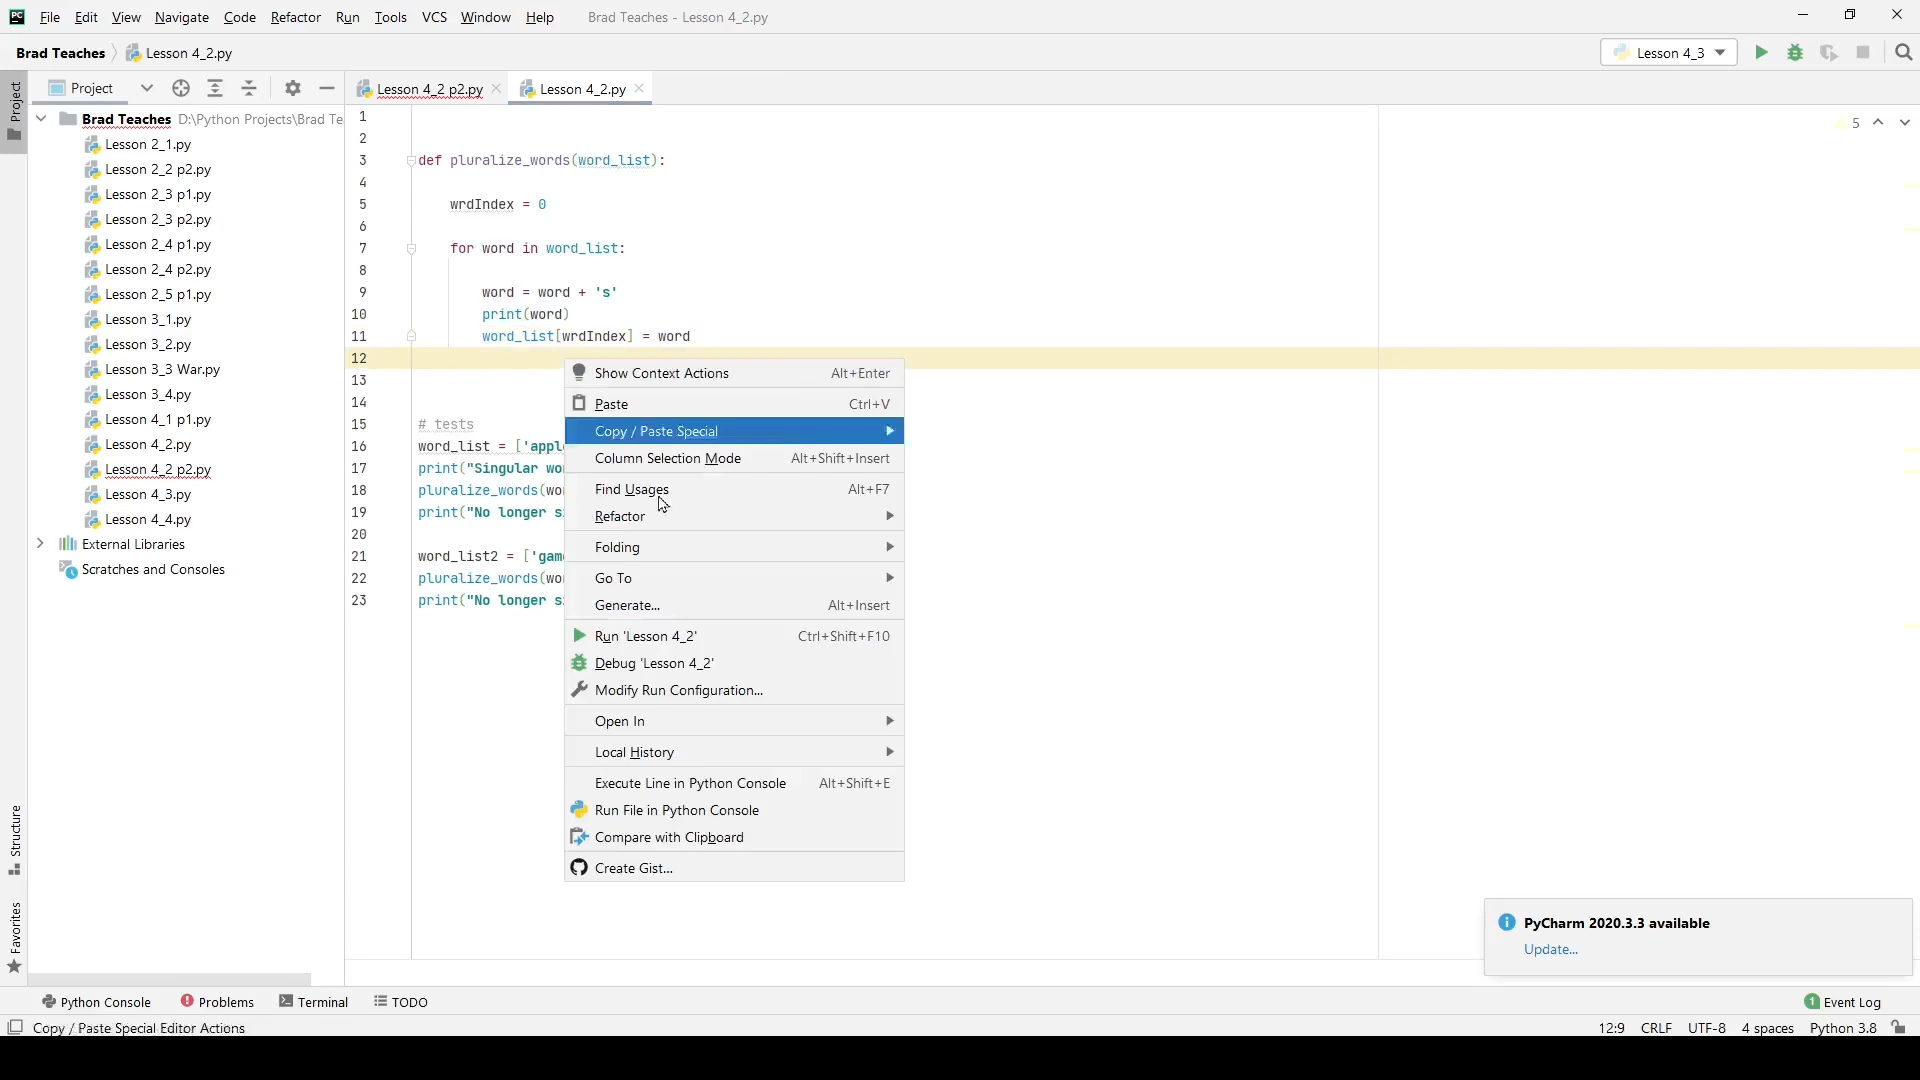 PC File Edit View Navigate Code Refactor Run Tools VCS Window Help Brad Teaches - Lesson 4_2.py
Brad Teaches Lesson 4_2.py Lesson 4_3
Project Lesson 4_2 p2.py Lesson 4_2.py
Project
Brad Teaches D:\Python Projects\Brad Te
Lesson 2_1.py
Lesson 2_2 p2.py
Lesson 2_3 p1.py
Lesson 2_3 p2.py
Lesson 2_4 p1.py
Lesson 2_4 p2.py
Lesson 2_5 p1.py
Lesson 3_1.py
Lesson 3_2.py
Lesson 3_3 War.py
Lesson 3_4.py
Lesson 4_1 p1.py
Lesson 4_2.py
Lesson 4_2 p2.py
Lesson 4_3.py
Lesson 4_4.py
External Libraries
Scratches and Consoles
Structure
Favorites
5
1
2
3 def pluralize_words(word_list):
4
5 wrdIndex = 0
6
7 for word in word_list:
8
9 word = word + 's'
10 print(word)
11 word_list[wrdIndex] = word
12
13
14
15 # tests
16 word_list = ['appl
17 print("Singular wo
18 pluralize_words(wo
19 print("No longer s
20
21 word_list2 = ['gam
22 pluralize_words(wo
23 print("No longer s
Show Context Actions Alt+Enter
Paste Ctrl+V
Copy / Paste Special
Column Selection Mode Alt+Shift+Insert
Find Usages Alt+F7
Refactor
Folding
Go To
Generate... Alt+Insert
Run 'Lesson 4_2' Ctrl+Shift+F10
Debug 'Lesson 4_2'
Modify Run Configuration...
Open In
Local History
Execute Line in Python Console Alt+Shift+E
Run File in Python Console
Compare with Clipboard
Create Gist...
PyCharm 2020.3.3 available
Update...
Python Console Problems Terminal TODO 1 Event Log
Copy / Paste Special Editor Actions 12:9 CRLF UTF-8 4 spaces Python 3.8